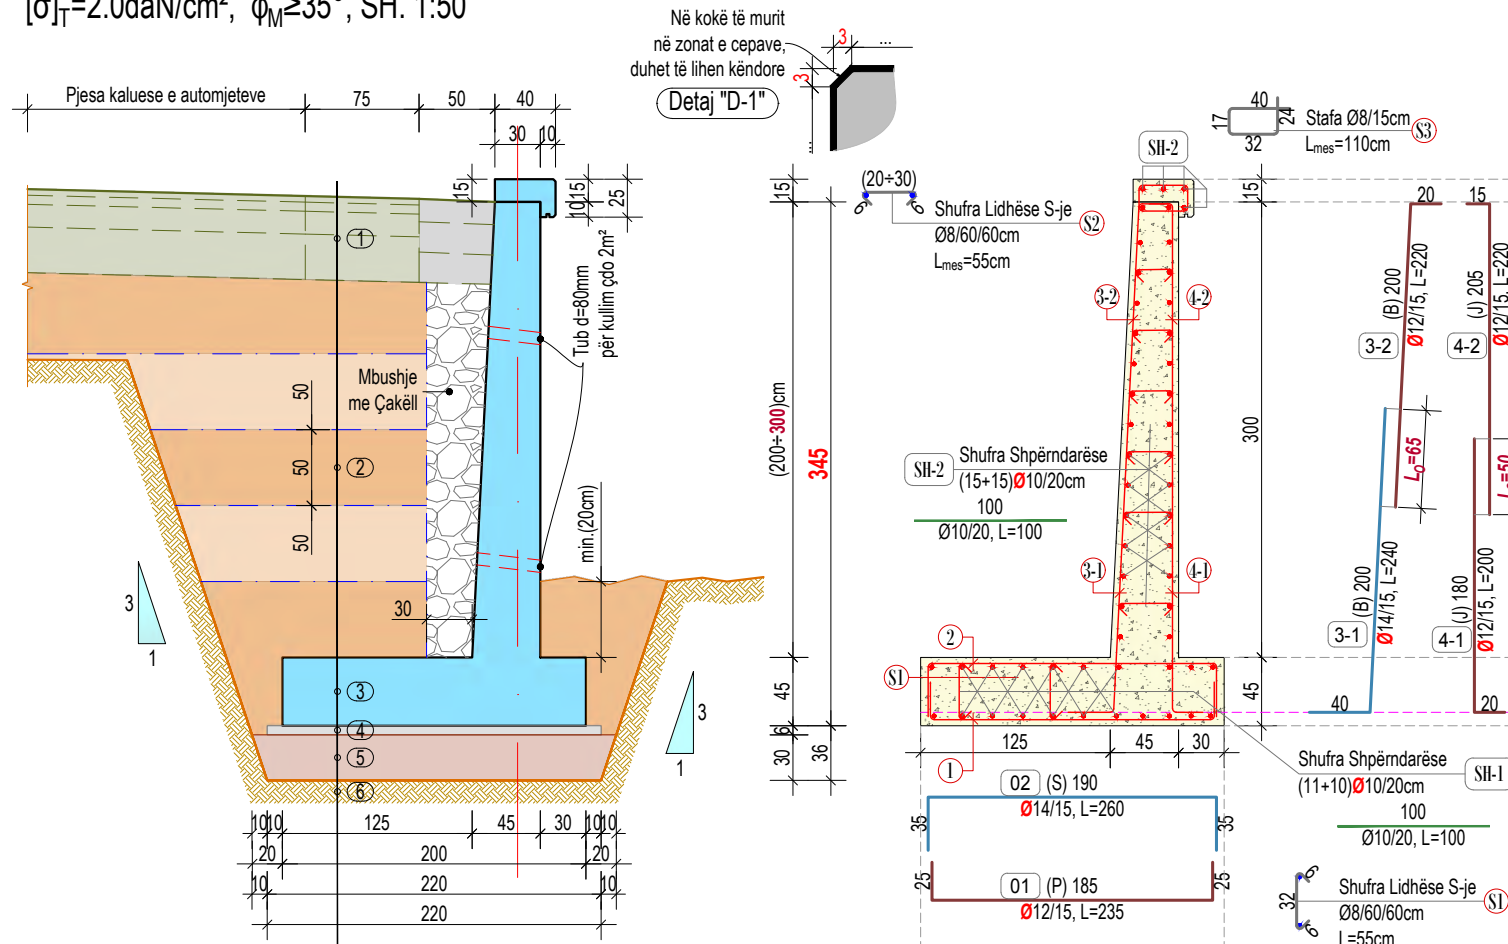 [σ]T=2.0daN/cm², φM≥35°, SH. 1:50
Në kokë të murit
në zonat e cepave,
duhet të lihen këndore
Detaj "D-1"
3
...
3
...
Pjesa kaluese e automjeteve
75
50
40
30
10
15
15
10
25
Tub d=80mm
për kullim çdo 2m²
Mbushje
me Çakëll
50
50
50
30
min.(20cm)
1
2
3
4
5
6
3
1
3
1
10
10
125
45
30
10
10
20
200
20
10
220
10
220
15
(200÷300)cm
345
45
6
30
36
(20÷30)
6
6
Shufra Lidhëse S-je
Ø8/60/60cm
Lmes=55cm
S2
SH-2
40
17
24
32
Stafa Ø8/15cm
Lmes=110cm
S3
3-2
4-2
SH-2
Shufra Shpërndarëse
(15+15)Ø10/20cm
100
Ø10/20, L=100
3-1
4-1
2
S1
1
125
45
30
15
300
45
20
15
3-2
(B) 200
Ø12/15, L=220
4-2
(J) 205
Ø12/15, L=220
LO=65
3-1
(B) 200
Ø14/15, L=240
4-1
(J) 180
Ø12/15, L=200
40
20
Shufra Shpërndarëse
(11+10)Ø10/20cm
SH-1
100
Ø10/20, L=100
02 (S) 190
Ø14/15, L=260
35
35
01 (P) 185
Ø12/15, L=235
25
25
32
6
6
Shufra Lidhëse S-je
Ø8/60/60cm
L=55cm
S1